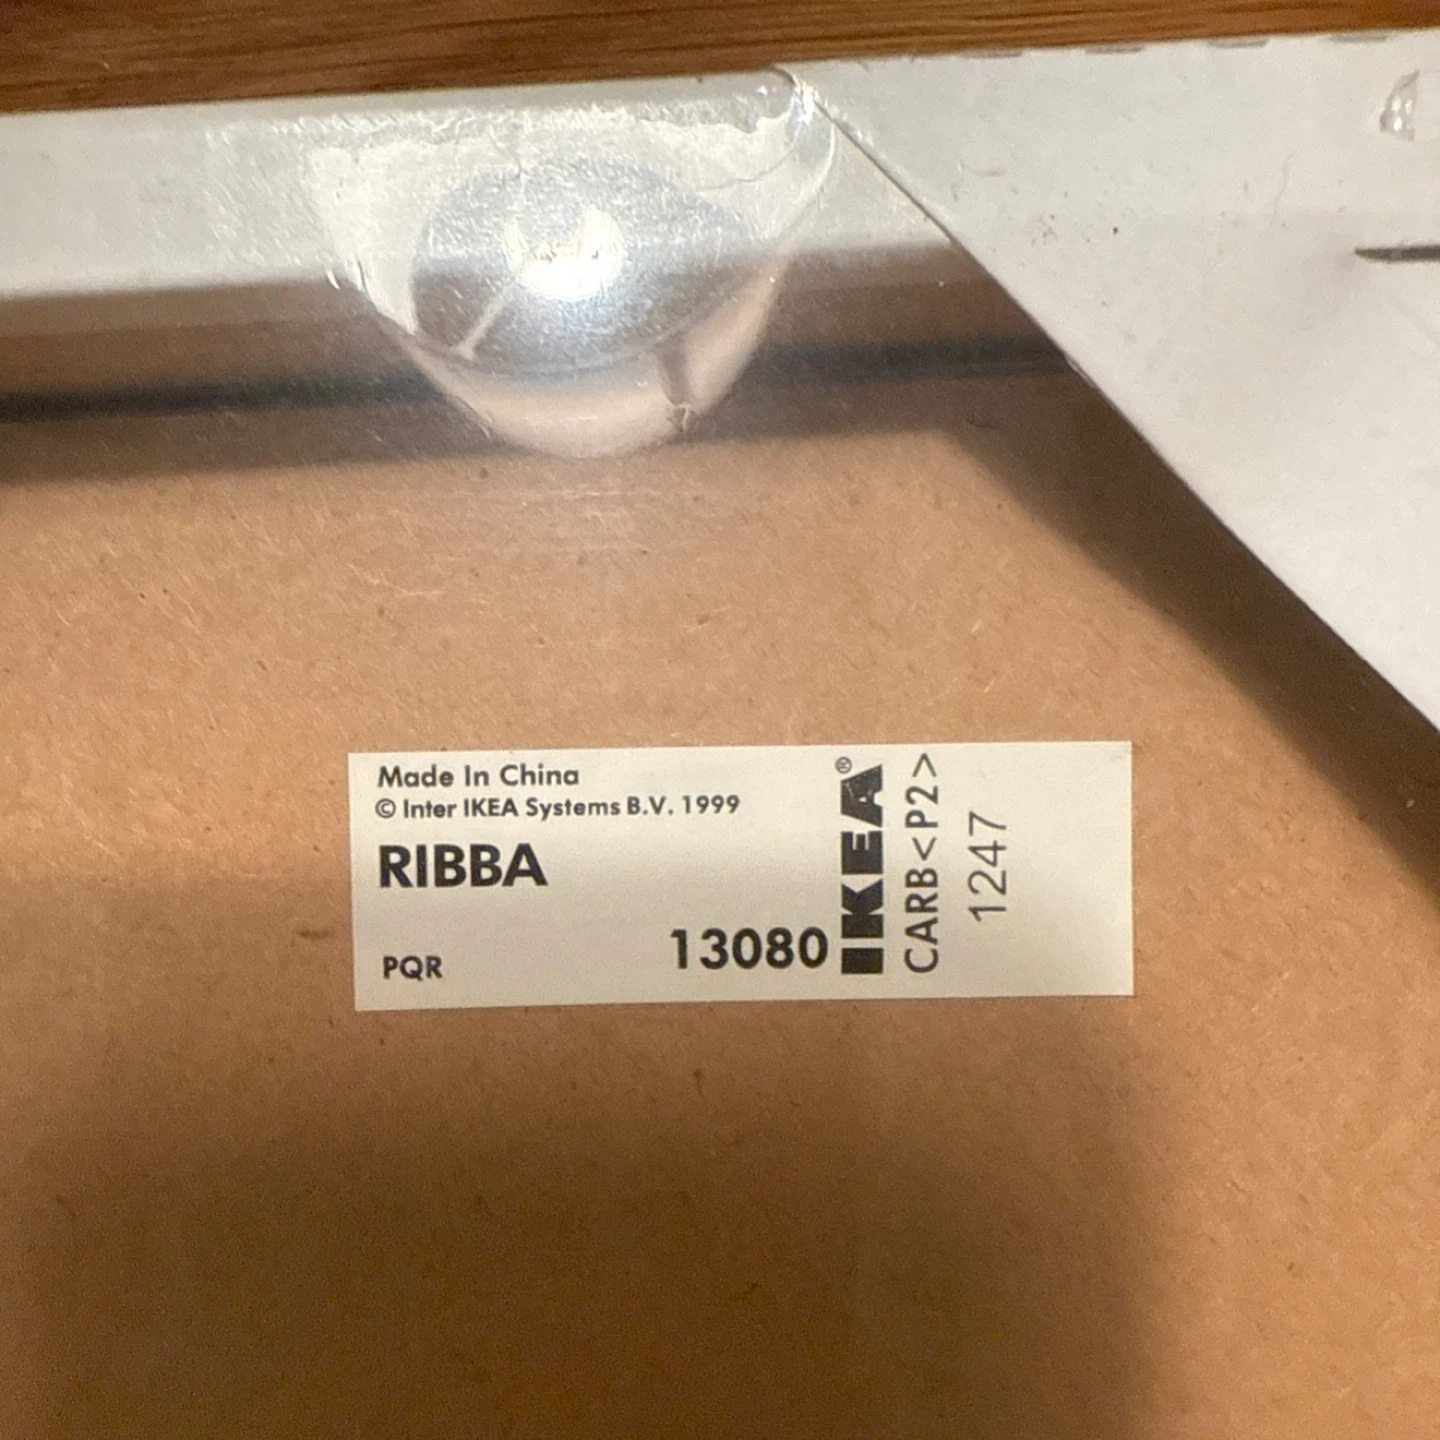 Made In China
© Inter IKEA Systems B.V. 1999
RIBBA
PQR
13080
IKEA®
CARB<P2>
1247